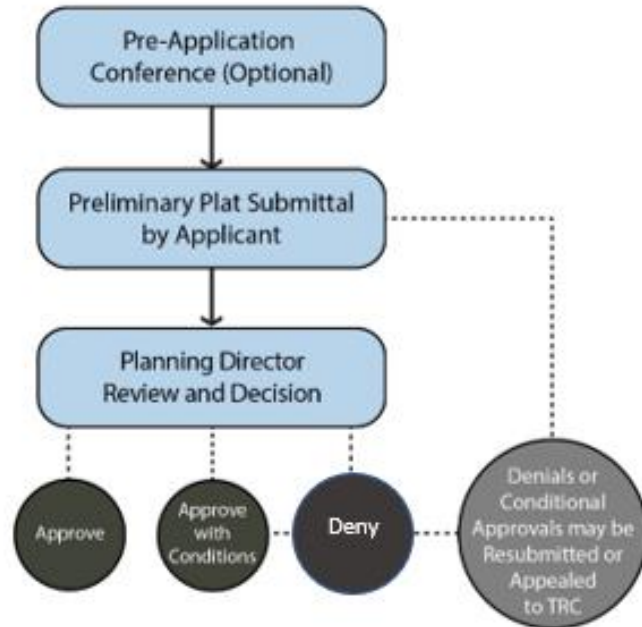 Pre-Application
Conference (Optional)
Preliminary Plat Submittal
by Applicant
Planning Director
Review and Decision
Approve
Approve
with
Conditions
Deny
Denials or
Conditional
Approvals may be
Resubmitted or
Appealed
to TRC